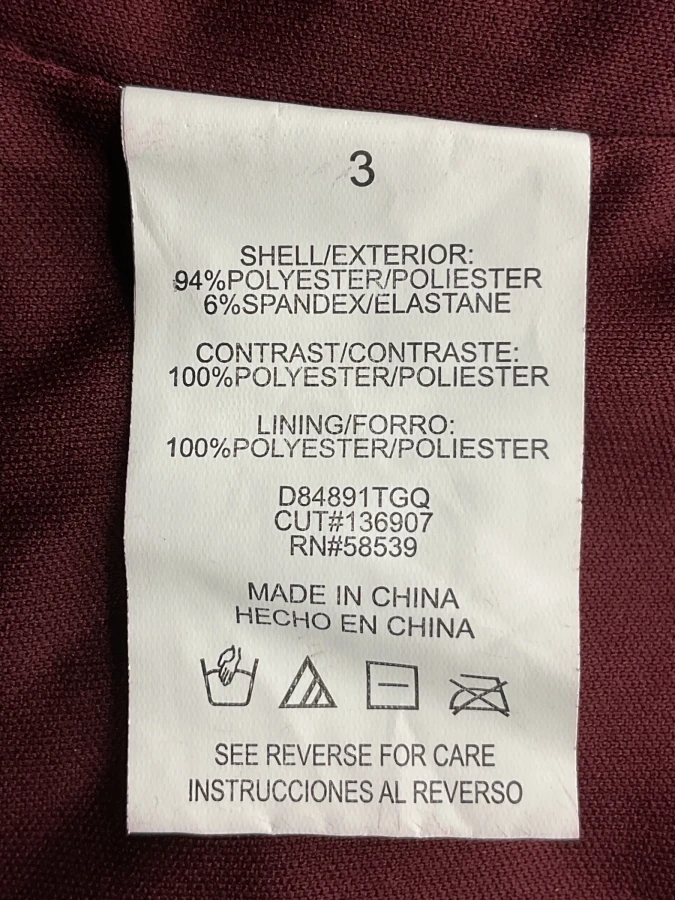 3
SHELL/EXTERIOR:
94%POLYESTER/POLIESTER
6%SPANDEX/ELASTANE
CONTRAST/CONTRASTE:
100%POLYESTER/POLIESTER
LINING/FORRO:
100%POLYESTER/POLIESTER
D84891TGQ
CUT#136907
RN#58539
MADE IN CHINA
HECHO EN CHINA
SEE REVERSE FOR CARE
INSTRUCCIONES AL REVERSO